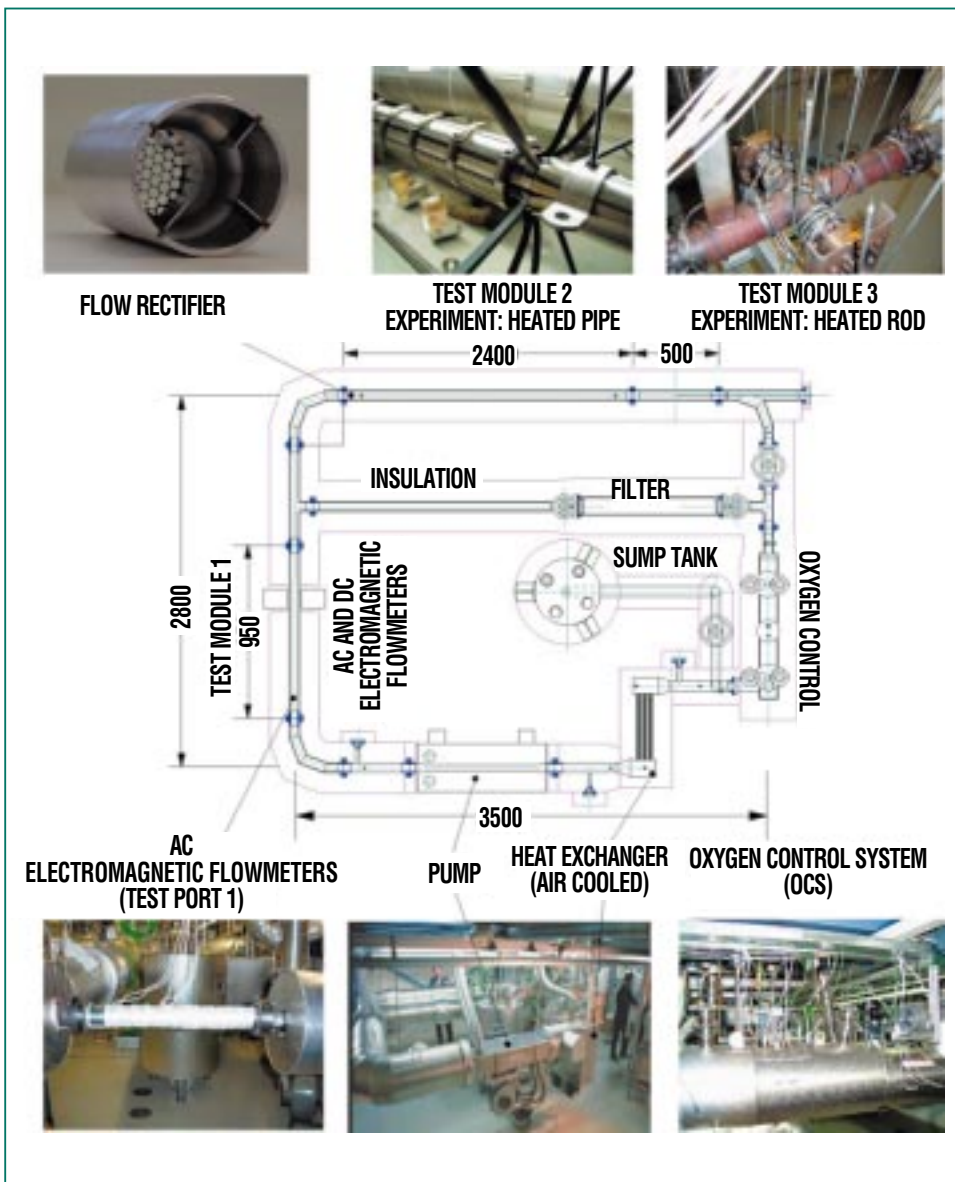 FLOW RECTIFIER
TEST MODULE 2
EXPERIMENT: HEATED PIPE
TEST MODULE 3
EXPERIMENT: HEATED ROD
2400
500
INSULATION
FILTER
SUMP TANK
2800
TEST MODULE 1
950
AC AND DC
ELECTROMAGNETIC
FLOWMETERS
OXYGEN CONTROL
3500
AC
ELECTROMAGNETIC FLOWMETERS
(TEST PORT 1)
PUMP
HEAT EXCHANGER
(AIR COOLED)
OXYGEN CONTROL SYSTEM
(OCS)